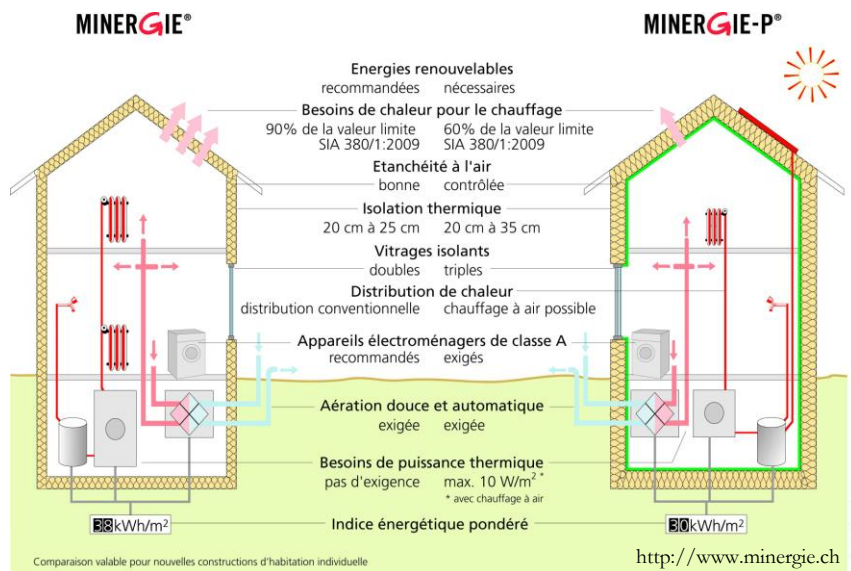 MINERGIE® MINERGIE-P®
Energies renouvelables
recommandées nécessaires
Besoins de chaleur pour le chauffage
90% de la valeur limite 60% de la valeur limite
SIA 380/1:2009 SIA 380/1:2009
Etanchéité à l'air
bonne contrôlée
Isolation thermique
20 cm à 25 cm 20 cm à 35 cm
Vitrages isolants
doubles triples
Distribution de chaleur
distribution conventionnelle chauffage à air possible
Appareils électroménagers de classe A
recommandés exigés
Aération douce et automatique
exigée exigée
Besoins de puissance thermique
pas d'exigence max. 10 W/m² *
* avec chauffage à air
38kWh/m² Indice énergétique pondéré 30kWh/m²
Comparaison valable pour nouvelles constructions d'habitation individuelle http://www.minergie.ch